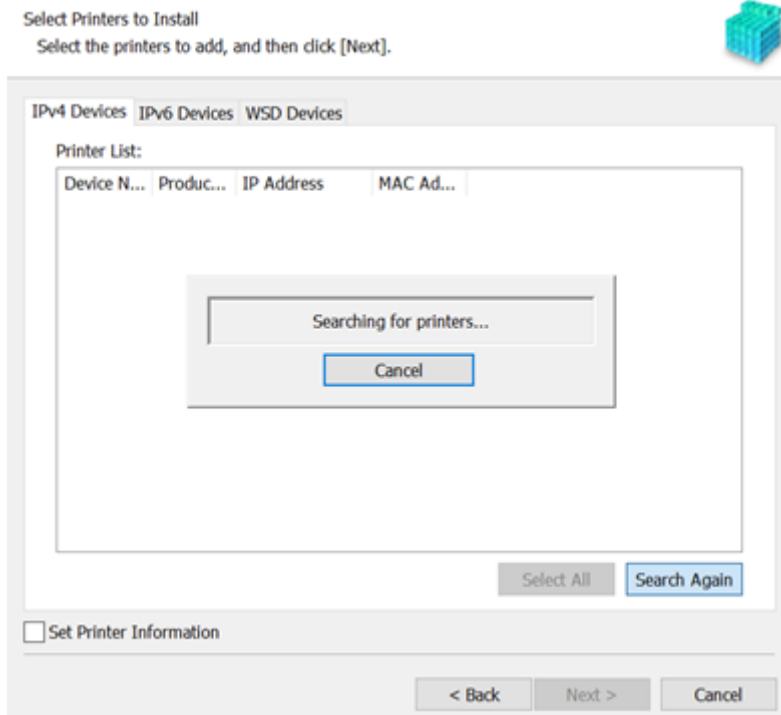 Select Printers to Install
Select the printers to add, and then click [Next].
IPv4 Devices IPv6 Devices WSD Devices
Printer List:
Device N... Produc... IP Address MAC Ad...
Searching for printers...
Cancel
Select All Search Again
Set Printer Information
< Back Next > Cancel